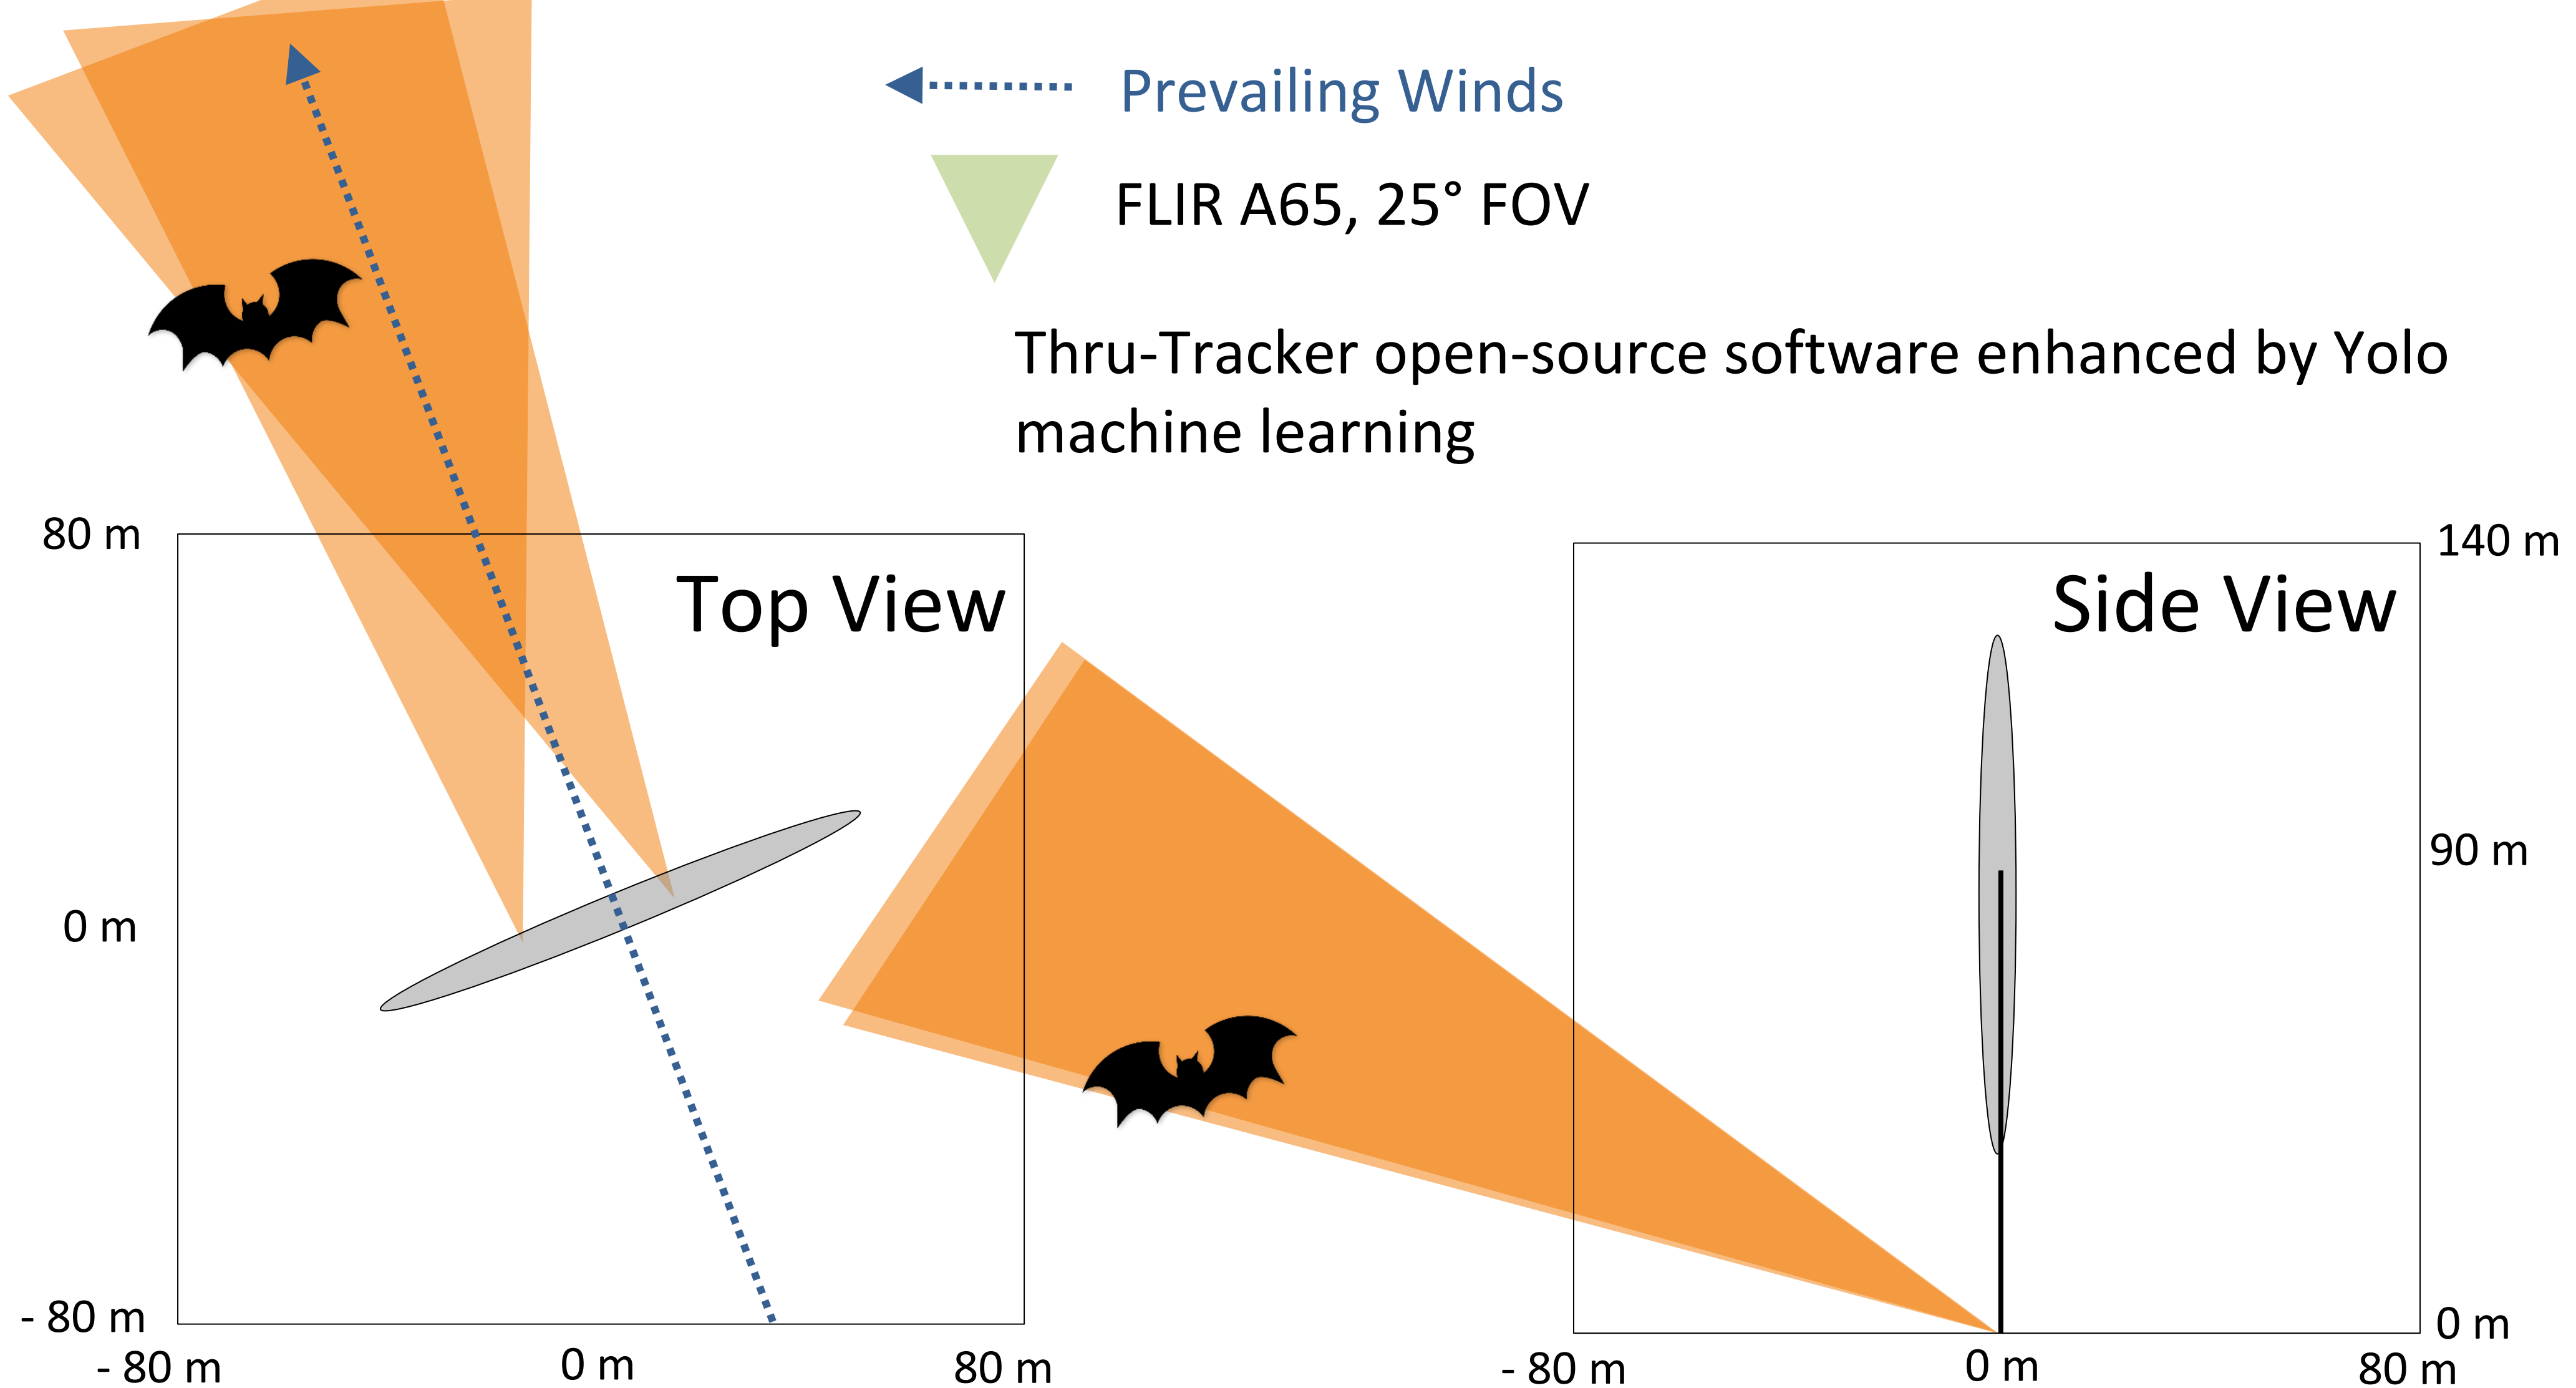 Prevailing Winds
FLIR A65, 25° FOV
Thru-Tracker open-source software enhanced by Yolo
machine learning
80 m
Top View
0 m
- 80 m
- 80 m
0 m
80 m
140 m
Side View
90 m
0 m
- 80 m
0 m
80 m